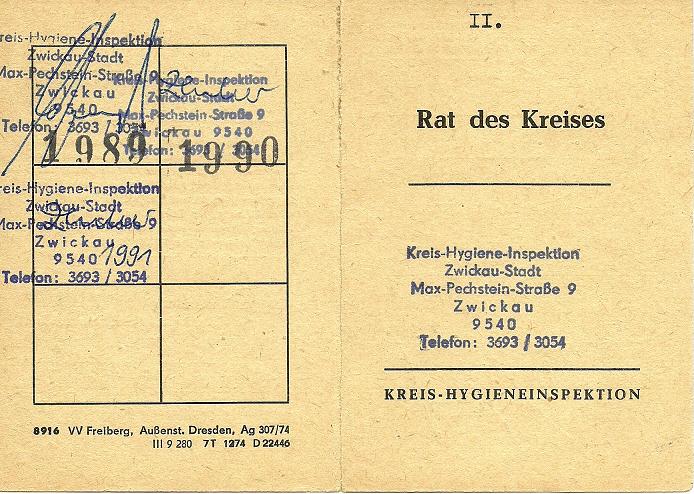 Kreis-Hygiene-Inspektion
Zwickau-Stadt
Max-Pechstein-Straße 9
Zwickau
9540
Telefon: 3693 / 3054
1989
Kreis-Hygiene-Inspektion
Zwickau-Stadt
Max-Pechstein-Straße 9
Zwickau 9540
Telefon: 3693 / 3054
1990
reis-Hygiene-Inspektion
Zwickau-Stadt
Max-Pechstein-Straße 9
Zwickau
9540 1991
Telefon: 3693 / 3054
8916 VV Freiberg, Außenst. Dresden, Ag 307/74
III 9 280 7T 1274 D 22446
II.
Rat des Kreises
Kreis-Hygiene-Inspektion
Zwickau-Stadt
Max-Pechstein-Straße 9
Zwickau
9540
Telefon: 3693 / 3054
KREIS-HYGIENEINSPEKTION